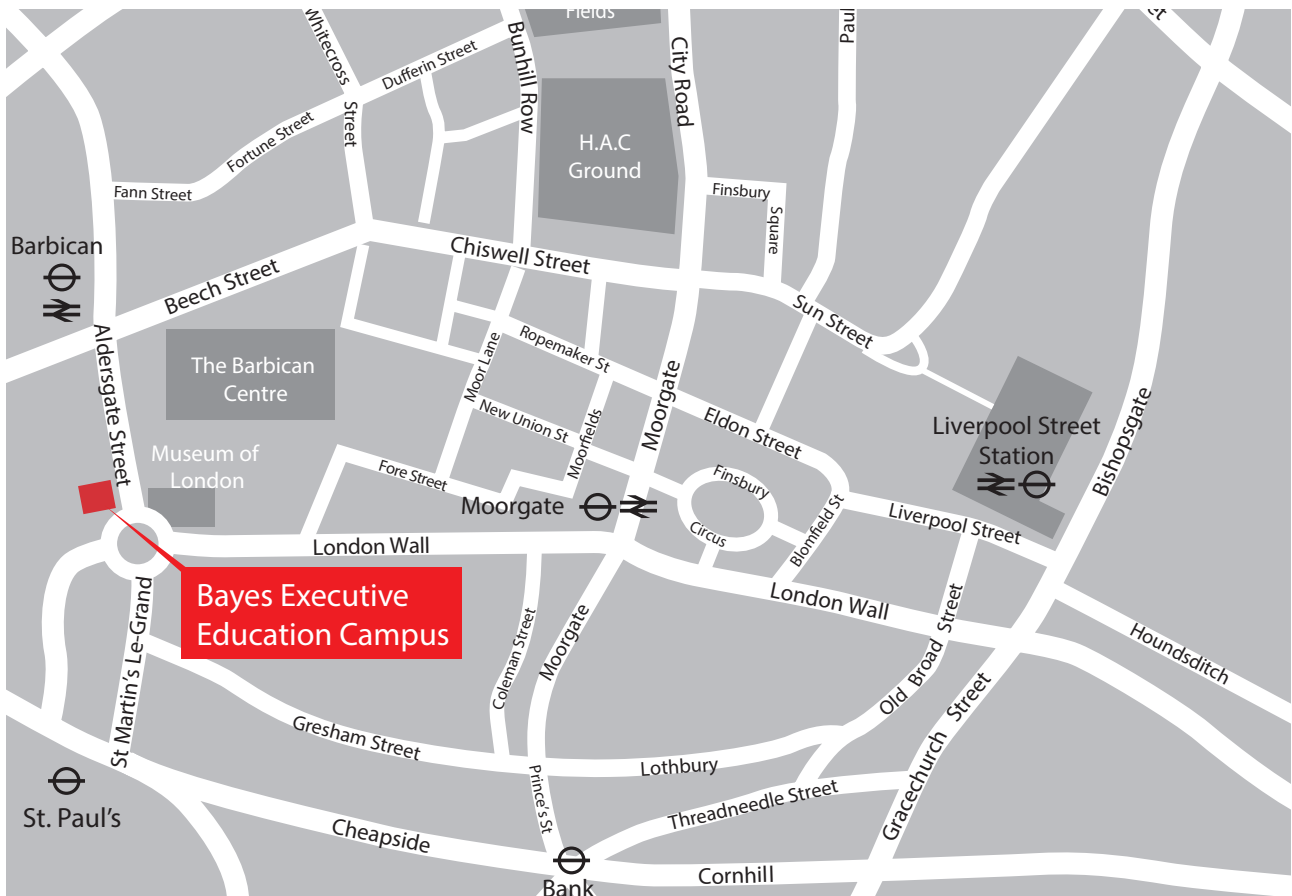 Fields
Whitecross
Street
Dufferin Street
Bunhill Row
City Road
Paul
Fortune Street
H.A.C
Ground
Fann Street
Finsbury
Square
Barbican
Chiswell Street
Beech Street
Sun Street
Aldersgate Street
The Barbican
Centre
Moor Lane
Ropemaker St
Moorgate
New Union St
Moorfields
Eldon Street
Liverpool Street
Station
Bishopsgate
Museum of
London
Fore Street
Moorgate
Finsbury
Circus
Blomfield St
Liverpool Street
London Wall
Bayes Executive
Education Campus
London Wall
Houndsditch
St Martin's Le-Grand
Coleman Street
Moorgate
Old Broad Street
Gresham Street
Lothbury
Gracechurch Street
Prince's St
Threadneedle Street
St. Paul's
Cheapside
Cornhill
Bank